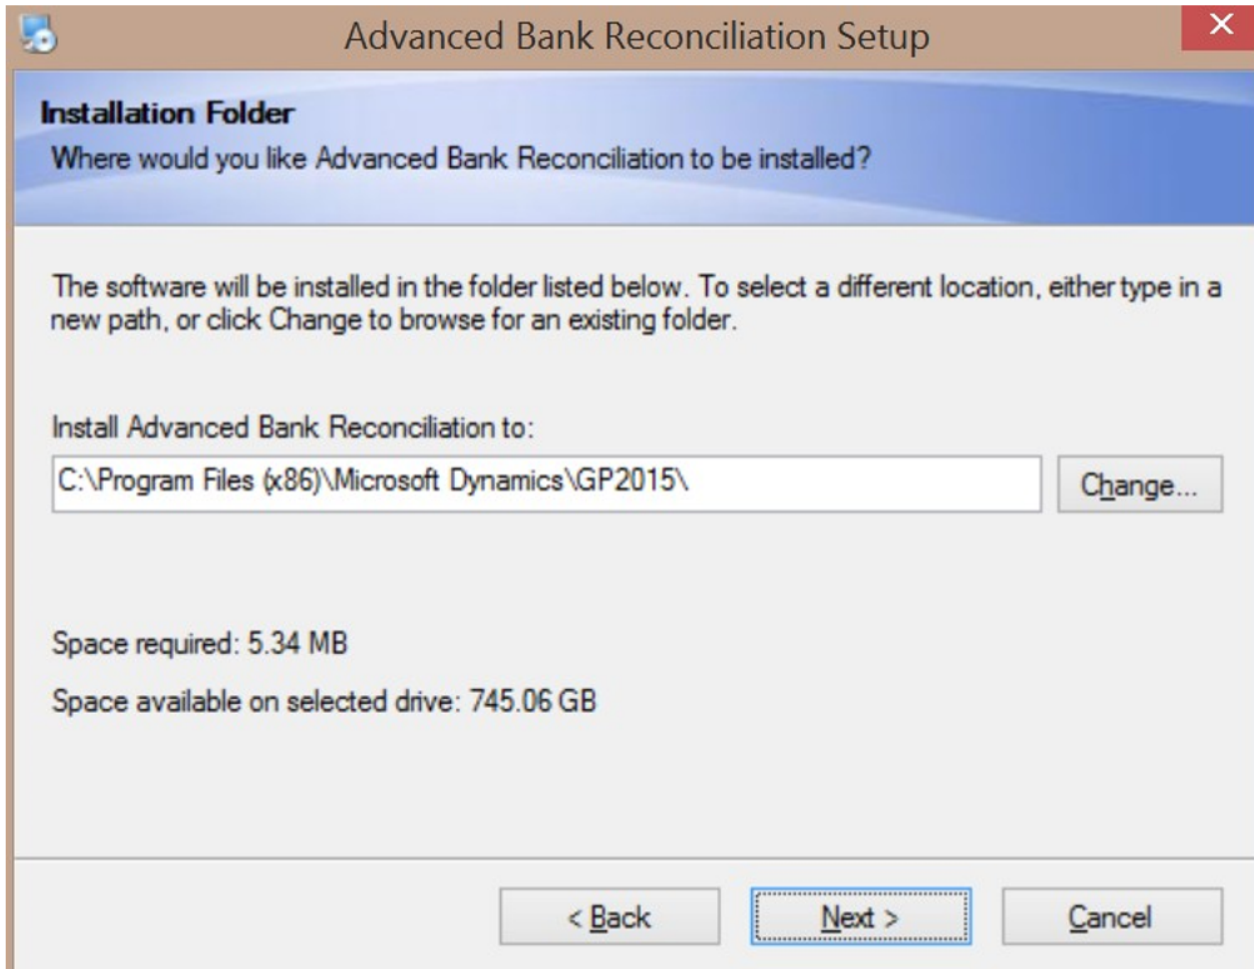 Advanced Bank Reconciliation Setup
Installation Folder
Where would you like Advanced Bank Reconciliation to be installed?
The software will be installed in the folder listed below. To select a different location, either type in a
new path, or click Change to browse for an existing folder.
Install Advanced Bank Reconciliation to:
C:\Program Files (x86)\Microsoft Dynamics\GP2015\
Change...
Space required: 5.34 MB
Space available on selected drive: 745.06 GB
< Back
Next >
Cancel